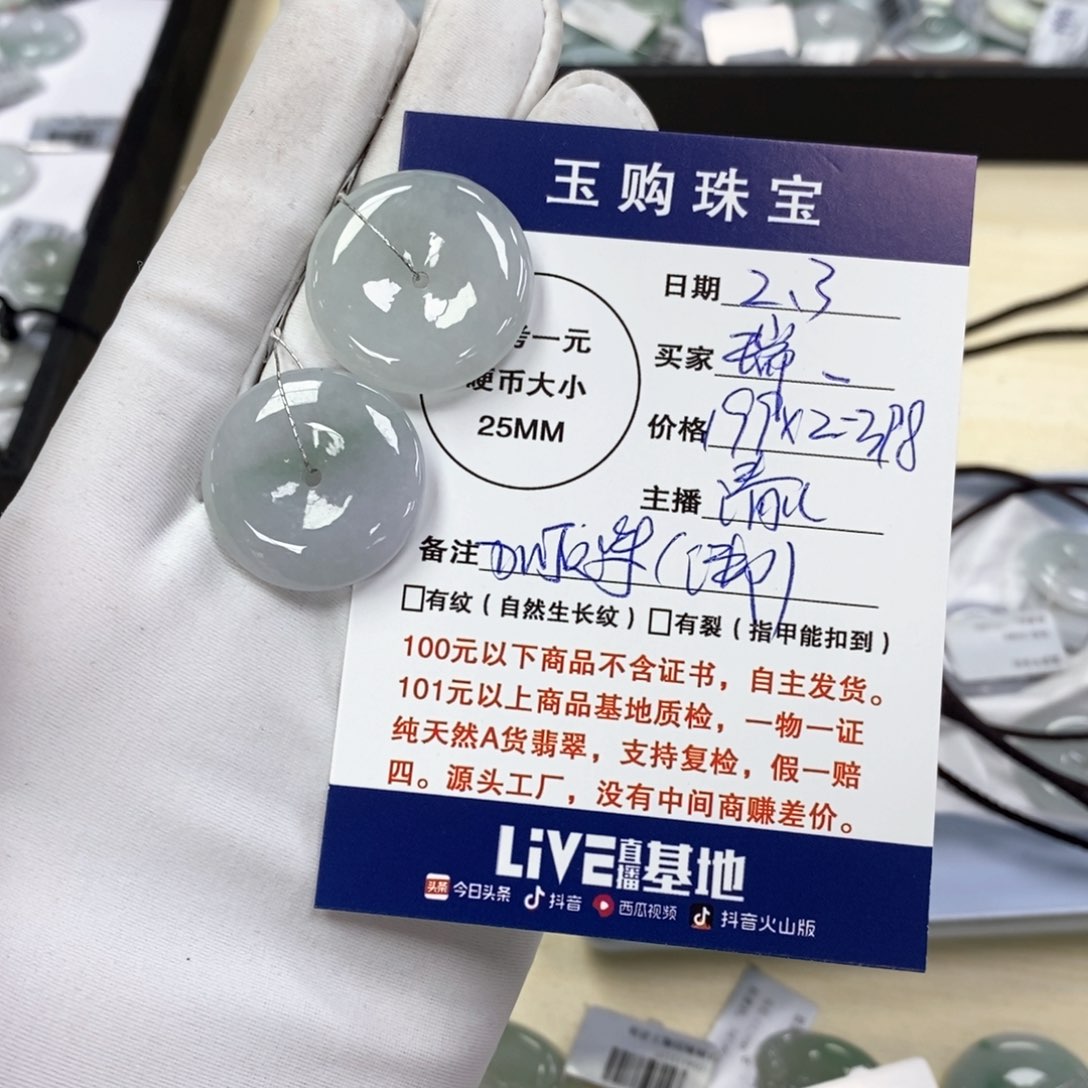 玉购珠宝
日期 2、3
考一元
硬币大小
25MM
买家 瑞
价格 199x2=398
主播
备注
□有纹（自然生长纹）□有裂（指甲能扣到）
100元以下商品不含证书，自主发货。
101元以上商品基地质检，一物一证
纯天然A货翡翠，支持复检，假一赔
四。源头工厂，没有中间商赚差价。
LiVE直播基地
头条 今日头条 抖音 西瓜视频 抖音火山版